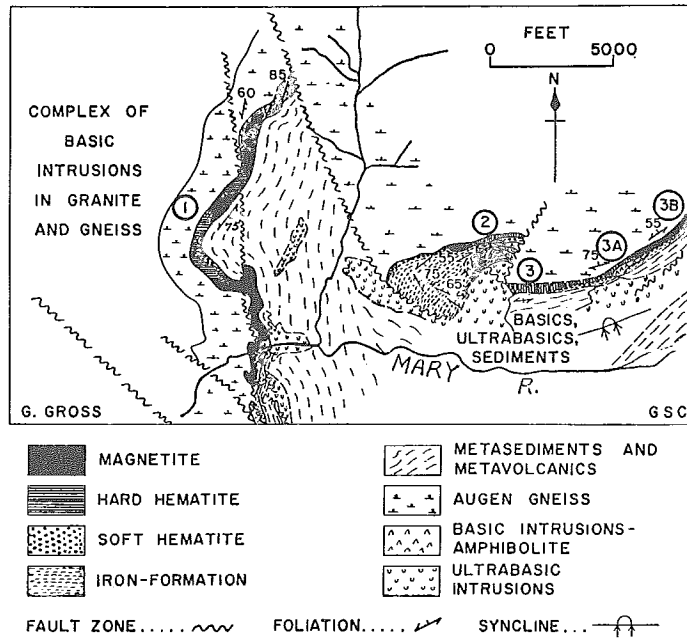 FEET
0 5000
N
COMPLEX OF
BASIC
INTRUSIONS
IN GRANITE
AND GNEISS
60
85
1
75
2
3B
55
3A
75
3
75
65
BASICS,
ULTRABASICS,
SEDIMENTS
MARY R.
G. GROSS
GSC
MAGNETITE
HARD HEMATITE
SOFT HEMATITE
IRON-FORMATION
METASEDIMENTS AND
METAVOLCANICS
AUGEN GNEISS
BASIC INTRUSIONS-
AMPHIBOLITE
ULTRABASIC
INTRUSIONS
FAULT ZONE..... FOLIATION..... SYNCLINE...